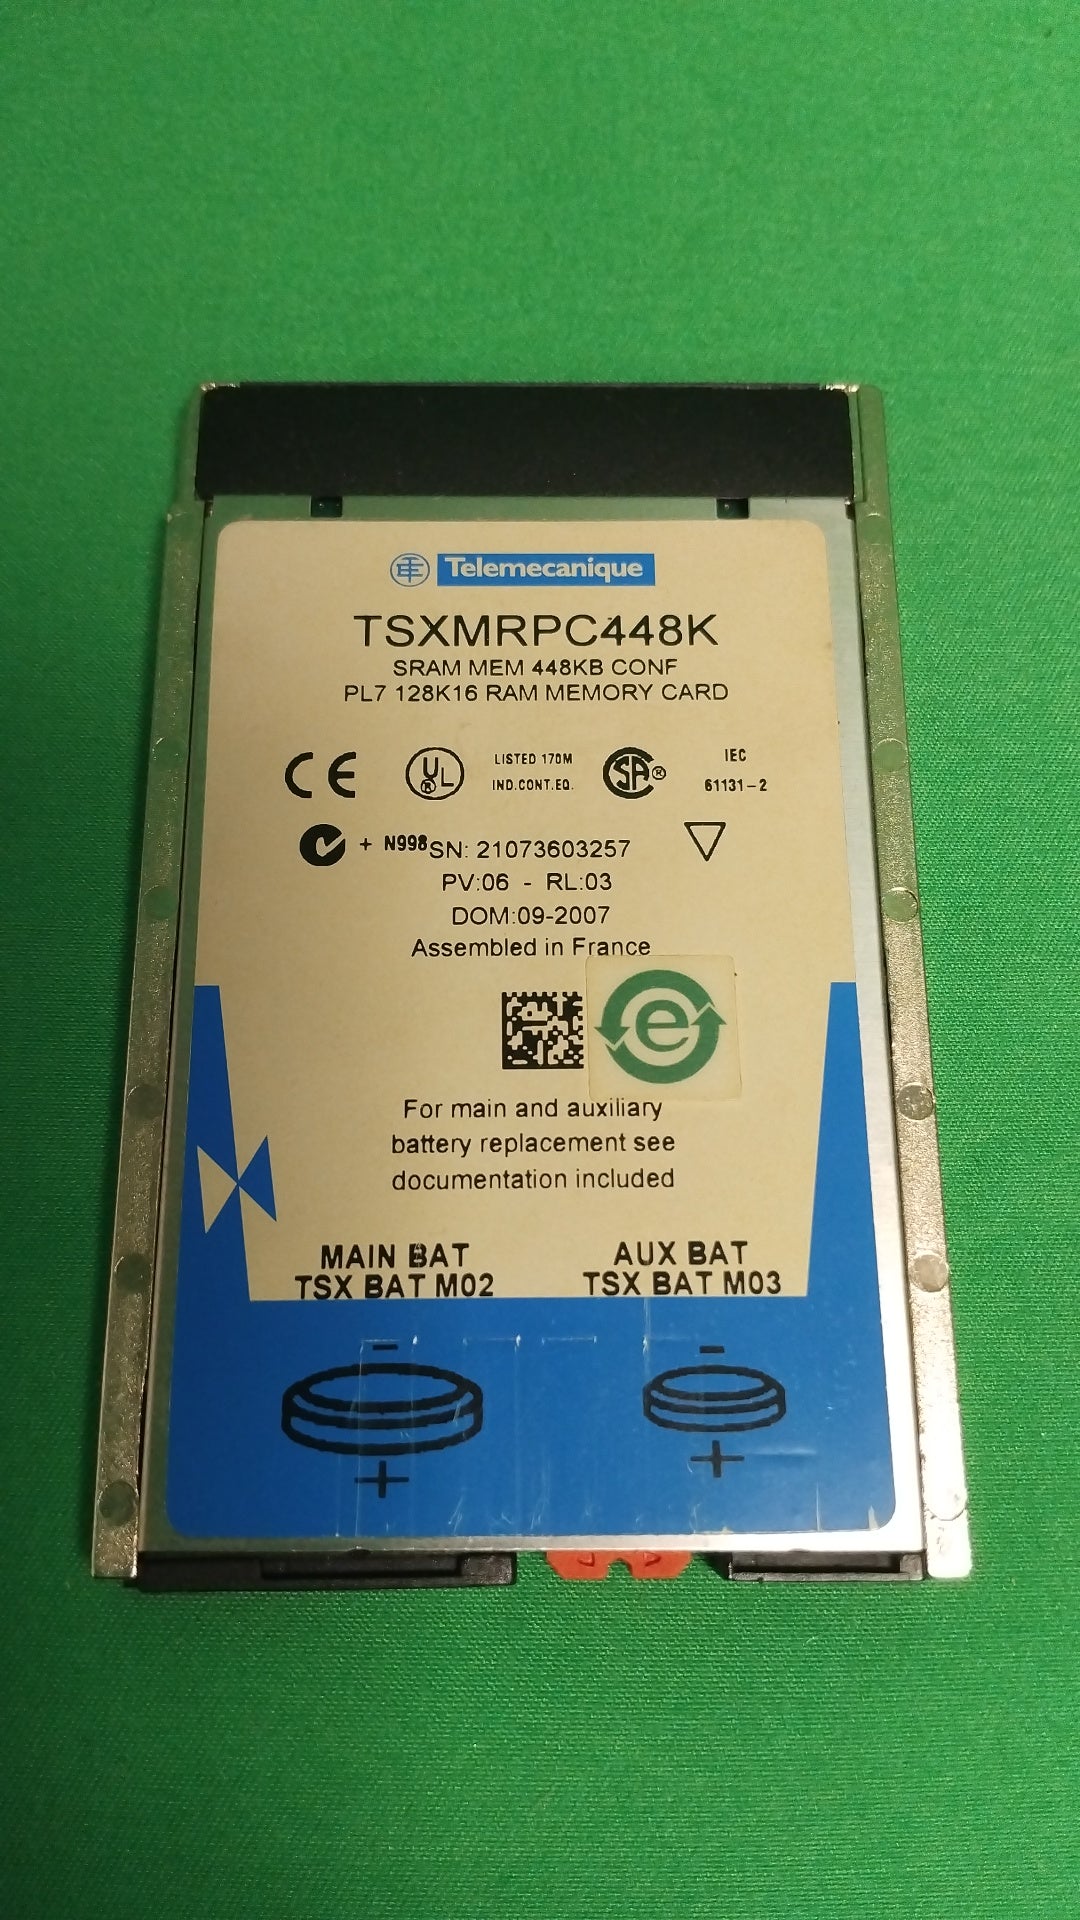 Telemecanique
TSXMRPC448K
SRAM MEM 448KB CONF
PL7 128K16 RAM MEMORY CARD
CE UL ® LISTED 170M SA ® IEC
IND.CONT.EQ. 61131-2
+ N998 SN: 21073603257
PV:06 - RL:03
DOM:09-2007
Assembled in France
e
For main and auxiliary
battery replacement see
documentation included
MAIN BAT AUX BAT
TSX BAT M02 TSX BAT M03
- -
+ +